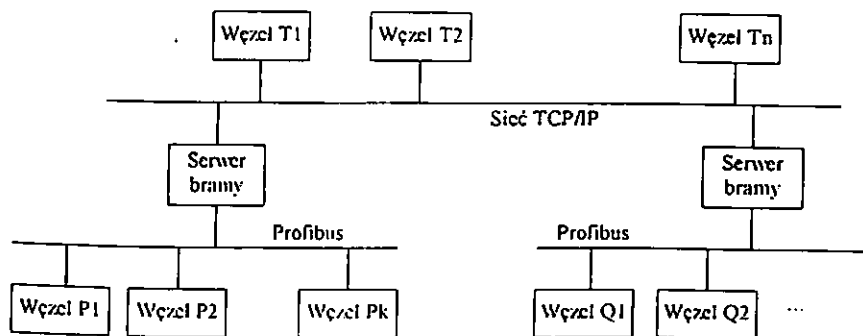 Węzeł T1
Węzeł T2
Węzeł Tn
Sieć TCP/IP
Serwer
bramy
Serwer
bramy
Profibus
Profibus
Węzeł P1
Węzeł P2
Węzeł Pk
Węzeł Q1
Węzeł Q2
...